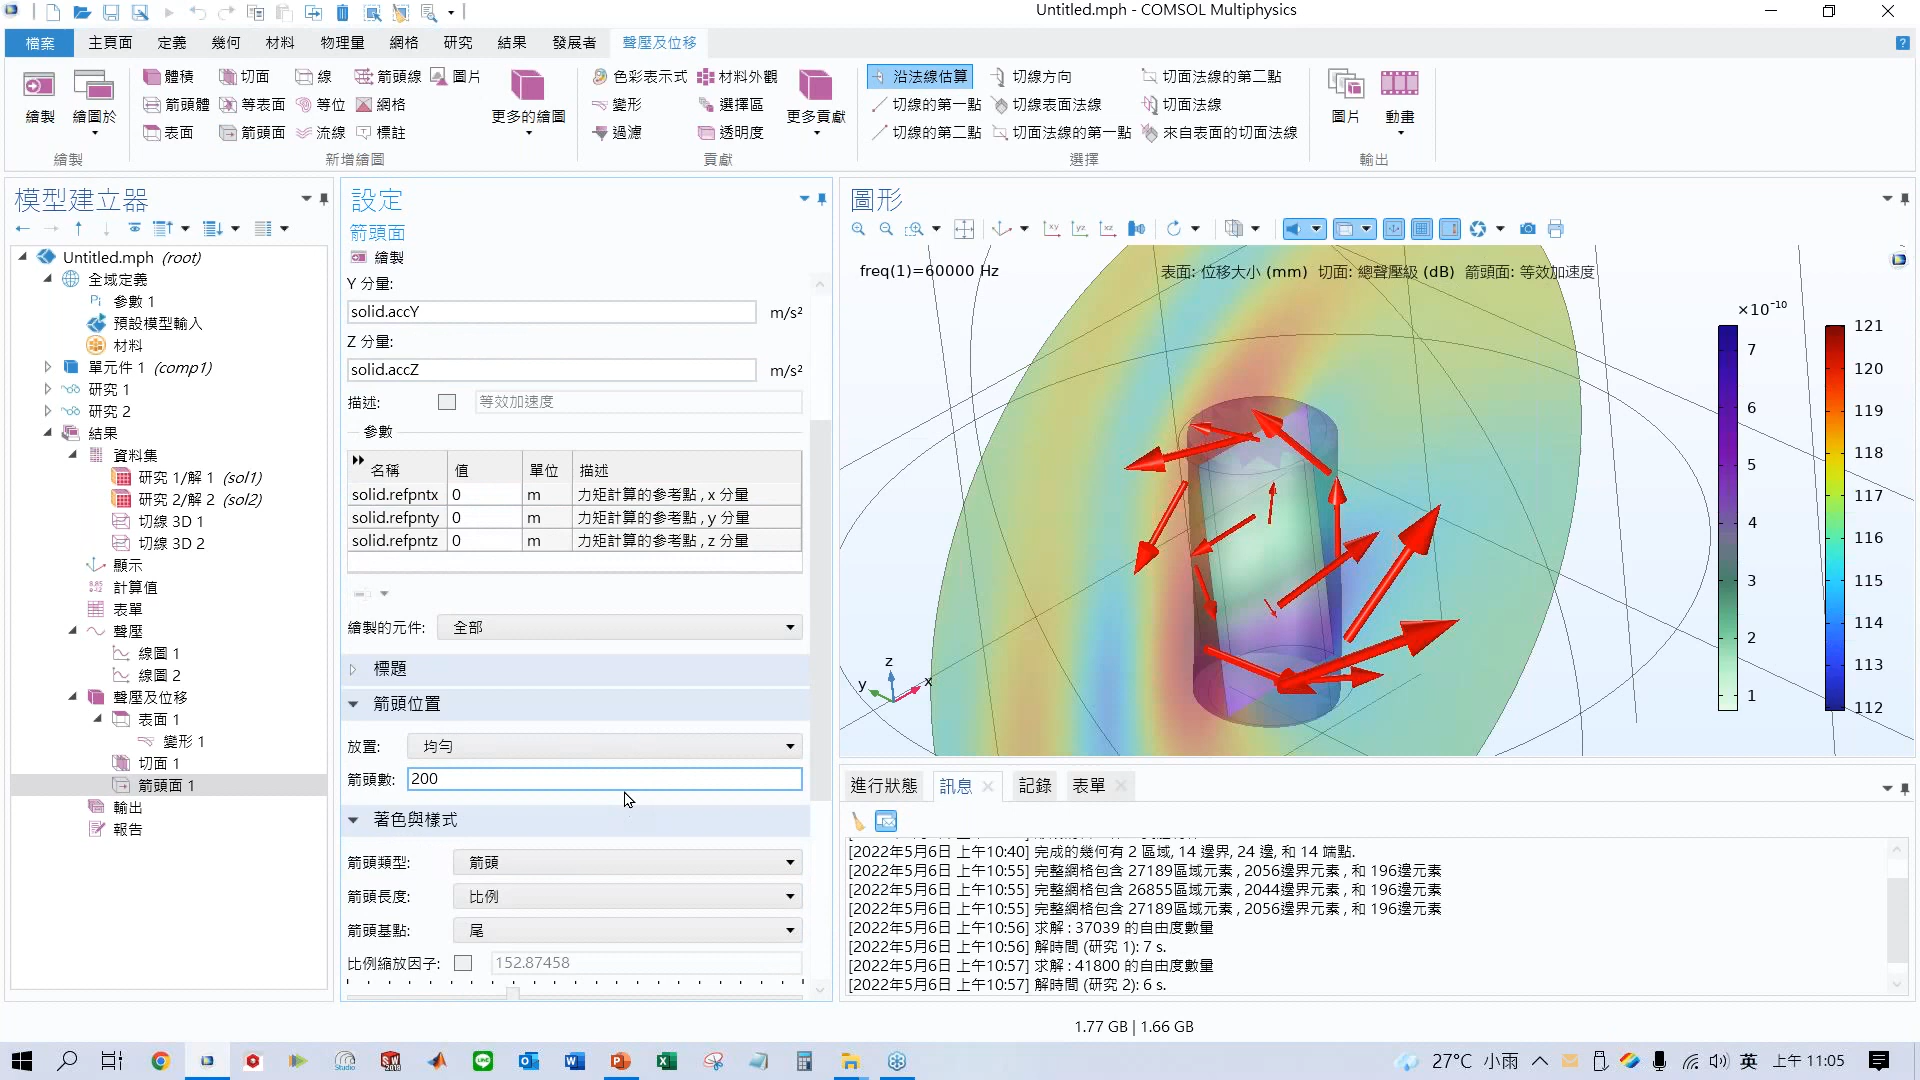 Untitled.mph - COMSOL Multiphysics
檔案 主頁面 定義 幾何 材料 物理量 網格 研究 結果 發展者 聲壓及位移
體積 切面 線 箭頭線 圖片
箭頭體 等表面 等位 網格
表面 箭頭面 流線 標註
繪製 繪圖於 更多的繪圖
色彩表示式 材料外觀
變形 選擇區
過濾 透明度
更多貢獻
沿法線估算 切線方向 切面法線的第二點
切線的第一點 切線表面法線 切面法線
切線的第二點 切面法線的第一點 來自表面的切面法線
圖片 動畫
繪製 新增繪圖 貢獻 選擇 輸出
模型建立器
Untitled.mph (root)
全域定義
Pi 參數 1
預設模型輸入
材料
單元件 1 (comp1)
研究 1
研究 2
結果
資料集
研究 1/解 1 (sol1)
研究 2/解 2 (sol2)
切線 3D 1
切線 3D 2
顯示
計算值
表單
聲壓
線圖 1
線圖 2
聲壓及位移
表面 1
變形 1
切面 1
箭頭面 1
輸出
報告
設定
箭頭面
繪製
Y 分量:
solid.accY m/s²
Z 分量:
solid.accZ m/s²
描述: 等效加速度
參數
名稱 值 單位 描述
solid.refpntx 0 m 力矩計算的參考點 , x 分量
solid.refpnty 0 m 力矩計算的參考點 , y 分量
solid.refpntz 0 m 力矩計算的參考點 , z 分量
繪製的元件: 全部
標題
箭頭位置
放置: 均勻
箭頭數: 200
著色與樣式
箭頭類型: 箭頭
箭頭長度: 比例
箭頭基點: 尾
比例縮放因子: 152.87458
圖形
xy yz xz
freq(1)=60000 Hz 表面: 位移大小 (mm) 切面: 總聲壓級 (dB) 箭頭面: 等效加速度
×10⁻¹⁰
7
6
5
4
3
2
1
121
120
119
118
117
116
115
114
113
112
z
y x
進行狀態 訊息 記錄 表單
[2022年5月6日 上午10:40] 完成的幾何有 2 區域, 14 邊界, 24 邊, 和 14 端點.
[2022年5月6日 上午10:55] 完整網格包含 27189區域元素 , 2056邊界元素 , 和 196邊元素
[2022年5月6日 上午10:55] 完整網格包含 26855區域元素 , 2044邊界元素 , 和 196邊元素
[2022年5月6日 上午10:55] 完整網格包含 27189區域元素 , 2056邊界元素 , 和 196邊元素
[2022年5月6日 上午10:56] 求解 : 37039 的自由度數量
[2022年5月6日 上午10:56] 解時間 (研究 1): 7 s.
[2022年5月6日 上午10:57] 求解 : 41800 的自由度數量
[2022年5月6日 上午10:57] 解時間 (研究 2): 6 s.
1.77 GB | 1.66 GB
27°C 小雨 英 上午 11:05